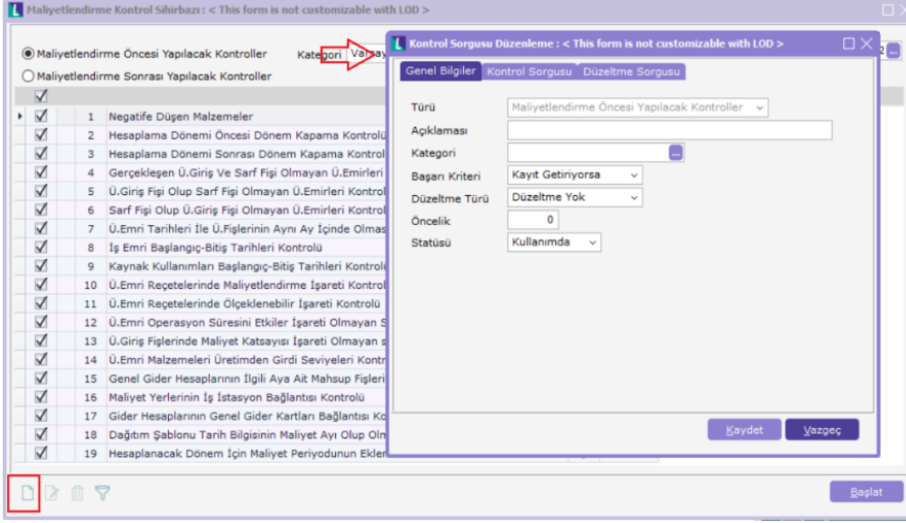 Maliyetlendirme Kontrol Sihirbazı : < This form is not customizable with LOD >
Maliyetlendirme Öncesi Yapılacak Kontroller
Kategori
Maliyetlendirme Sonrası Yapılacak Kontroller
1 Negatife Düşen Malzemeler
2 Hesaplama Dönemi Öncesi Dönem Kapama Kontrolü
3 Hesaplama Dönemi Sonrası Dönem Kapama Kontrol
4 Gerçekleşen Ü.Giriş Ve Sarf Fişi Olmayan Ü.Emirleri
5 Ü.Giriş Fişi Olup Sarf Fişi Olmayan Ü.Emirleri Kontrol
6 Sarf Fişi Olup Ü.Giriş Fişi Olmayan Ü.Emirleri Kontrol
7 Ü.Emri Tarihleri İle Ü.Fişlerinin Aynı Ay İçinde Olmas
8 İş Emri Başlangıç-Bitiş Tarihleri Kontrolü
9 Kaynak Kullanımları Başlangıç-Bitiş Tarihleri Kontrol
10 Ü.Emri Reçetelerinde Maliyetlendirme İşareti Kontrol
11 Ü.Emri Reçetelerinde Ölçeklenebilir İşareti Kontrolü
12 Ü.Emri Operasyon Süresini Etkiler İşareti Olmayan S
13 Ü.Giriş Fişlerinde Maliyet Katsayısı İşareti Olmayan s
14 Ü.Emri Malzemeleri Üretimden Girdi Seviyeleri Kontr
15 Genel Gider Hesaplarının İlgili Aya Ait Mahsup Fişleri
16 Maliyet Yerlerinin İş İstasyon Bağlantısı Kontrolü
17 Gider Hesaplarının Genel Gider Kartları Bağlantısı Ko
18 Dağıtım Şablonu Tarih Bilgisinin Maliyet Ayı Olup Olm
19 Hesaplanacak Dönem İçin Maliyet Periyodunun Ekler
Başlat
Kontrol Sorgusu Düzenleme : < This form is not customizable with LOD >
Genel Bilgiler Kontrol Sorgusu Düzeltme Sorgusu
Türü Maliyetlendirme Öncesi Yapılacak Kontroller
Açıklaması
Kategori ...
Başarı Kriteri Kayıt Getiriyorsa
Düzeltme Türü Düzeltme Yok
Öncelik 0
Statüsü Kullanımda
Kaydet Vazgeç